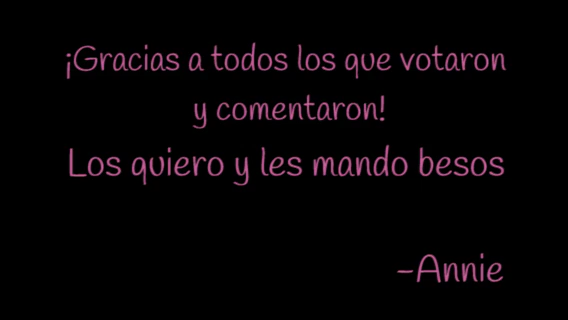 ¡Gracias a todos los que votaron
y comentaron!
Los quiero y les mando besos
-Annie